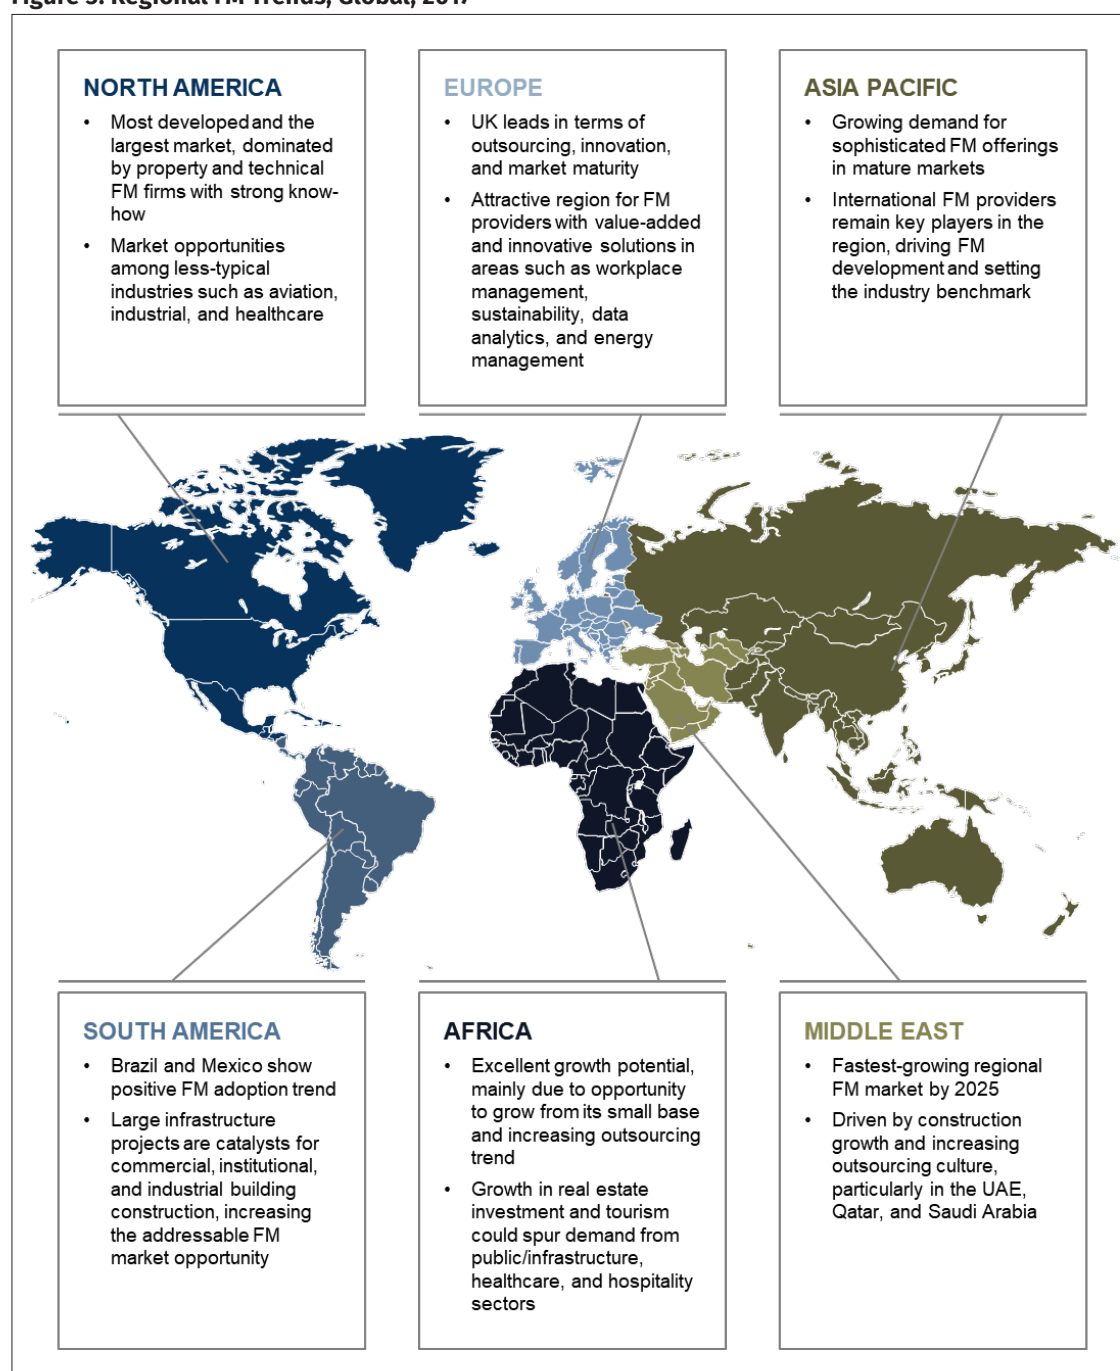 Figure 3. Regional FM Trends, Global, 2017
NORTH AMERICA
• Most developed and the
largest market, dominated
by property and technical
FM firms with strong know-
how
• Market opportunities
among less-typical
industries such as aviation,
industrial, and healthcare
EUROPE
• UK leads in terms of
outsourcing, innovation,
and market maturity
• Attractive region for FM
providers with value-added
and innovative solutions in
areas such as workplace
management,
sustainability, data
analytics, and energy
management
ASIA PACIFIC
• Growing demand for
sophisticated FM offerings
in mature markets
• International FM providers
remain key players in the
region, driving FM
development and setting
the industry benchmark
SOUTH AMERICA
• Brazil and Mexico show
positive FM adoption trend
• Large infrastructure
projects are catalysts for
commercial, institutional,
and industrial building
construction, increasing
the addressable FM
market opportunity
AFRICA
• Excellent growth potential,
mainly due to opportunity
to grow from its small base
and increasing outsourcing
trend
• Growth in real estate
investment and tourism
could spur demand from
public/infrastructure,
healthcare, and hospitality
sectors
MIDDLE EAST
• Fastest-growing regional
FM market by 2025
• Driven by construction
growth and increasing
outsourcing culture,
particularly in the UAE,
Qatar, and Saudi Arabia